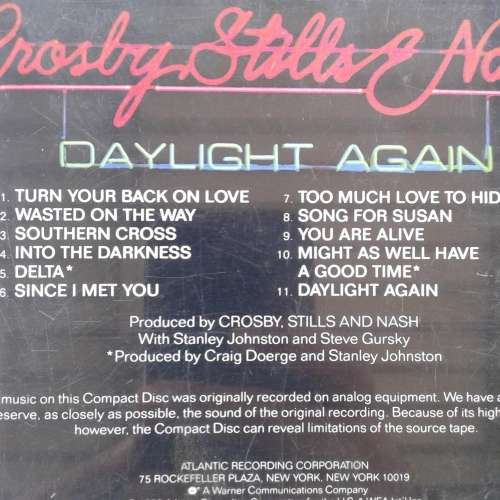 Crosby, Stills & Na
DAYLIGHT AGAIN
1. TURN YOUR BACK ON LOVE
2. WASTED ON THE WAY
3. SOUTHERN CROSS
4. INTO THE DARKNESS
5. DELTA*
6. SINCE I MET YOU
7. TOO MUCH LOVE TO HID
8. SONG FOR SUSAN
9. YOU ARE ALIVE
10. MIGHT AS WELL HAVE
A GOOD TIME*
11. DAYLIGHT AGAIN
Produced by CROSBY, STILLS AND NASH
With Stanley Johnston and Steve Gursky
*Produced by Craig Doerge and Stanley Johnston
music on this Compact Disc was originally recorded on analog equipment. We have a
eserve, as closely as possible, the sound of the original recording. Because of its high
however, the Compact Disc can reveal limitations of the source tape.
ATLANTIC RECORDING CORPORATION
75 ROCKEFELLER PLAZA, NEW YORK, NEW YORK 10019
A Warner Communications Company